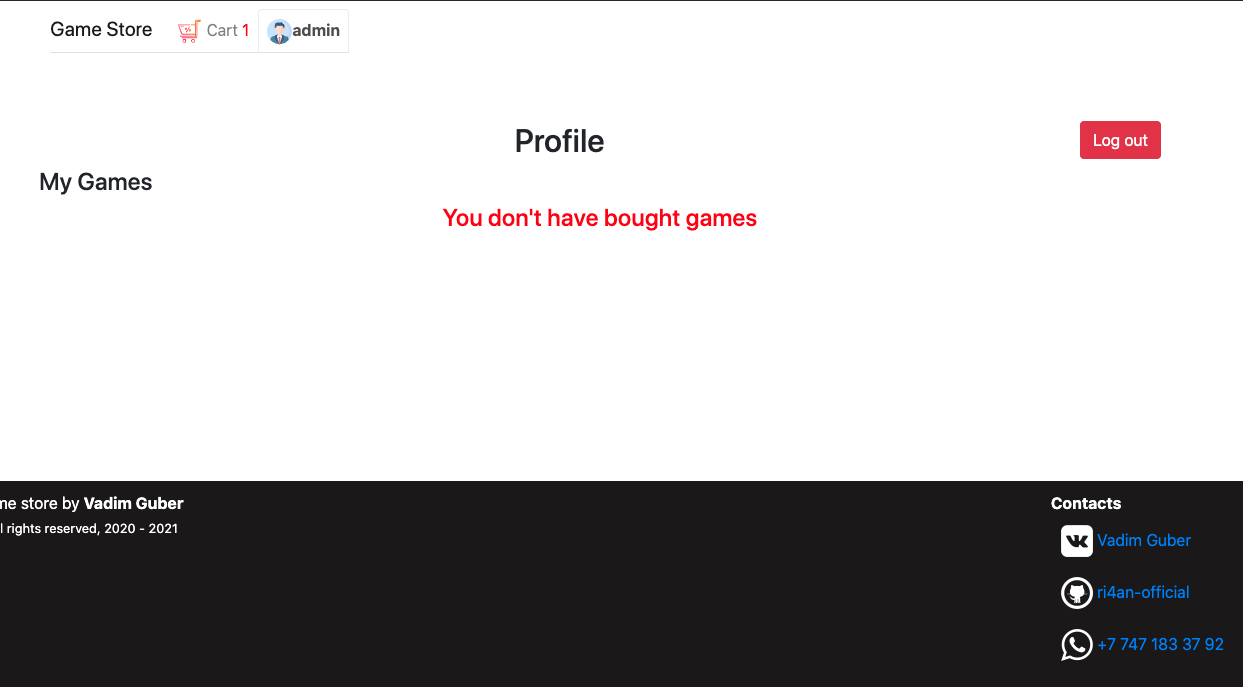 Game Store Cart 1 admin
Profile Log out
My Games
You don't have bought games
me store by Vadim Guber
l rights reserved, 2020 - 2021
Contacts
Vadim Guber
ri4an-official
+7 747 183 37 92